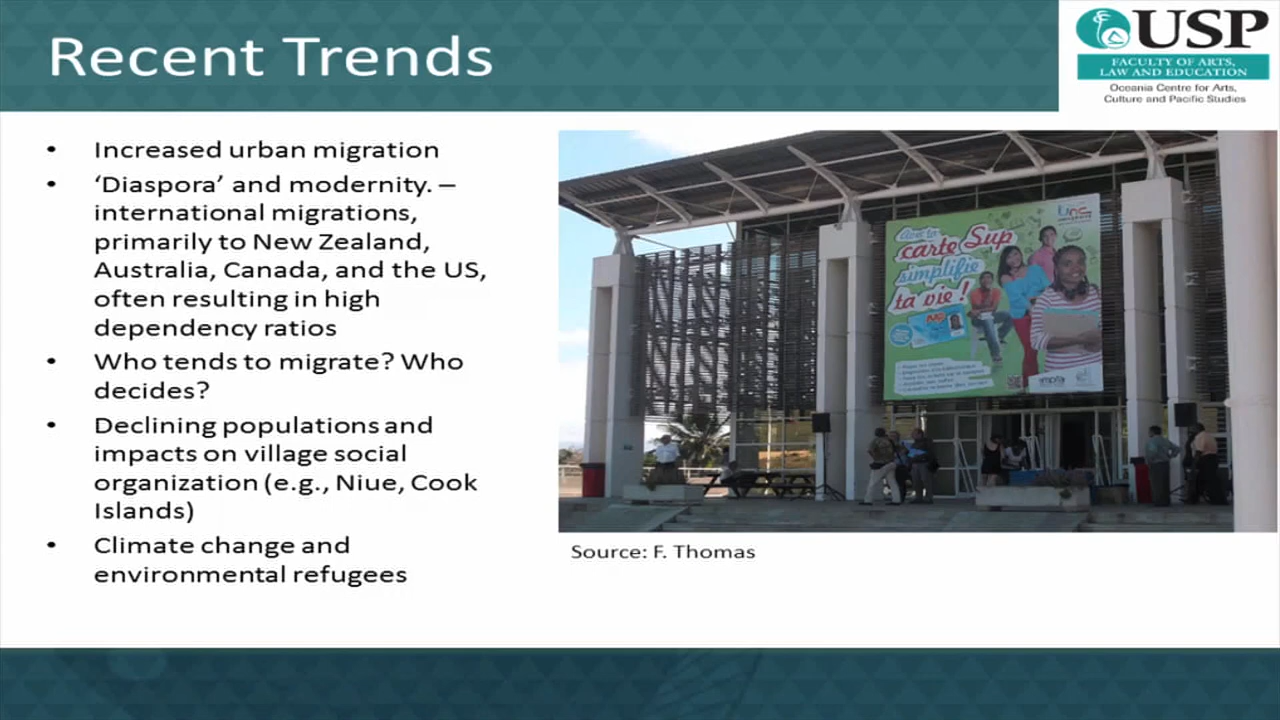 Recent Trends
USP
FACULTY OF ARTS,
LAW AND EDUCATION
Oceania Centre for Arts,
Culture and Pacific Studies
• Increased urban migration
• ‘Diaspora’ and modernity. –
international migrations,
primarily to New Zealand,
Australia, Canada, and the US,
often resulting in high
dependency ratios
• Who tends to migrate? Who
decides?
• Declining populations and
impacts on village social
organization (e.g., Niue, Cook
Islands)
• Climate change and
environmental refugees
carte Sup
simplifie
ta vie !
Source: F. Thomas